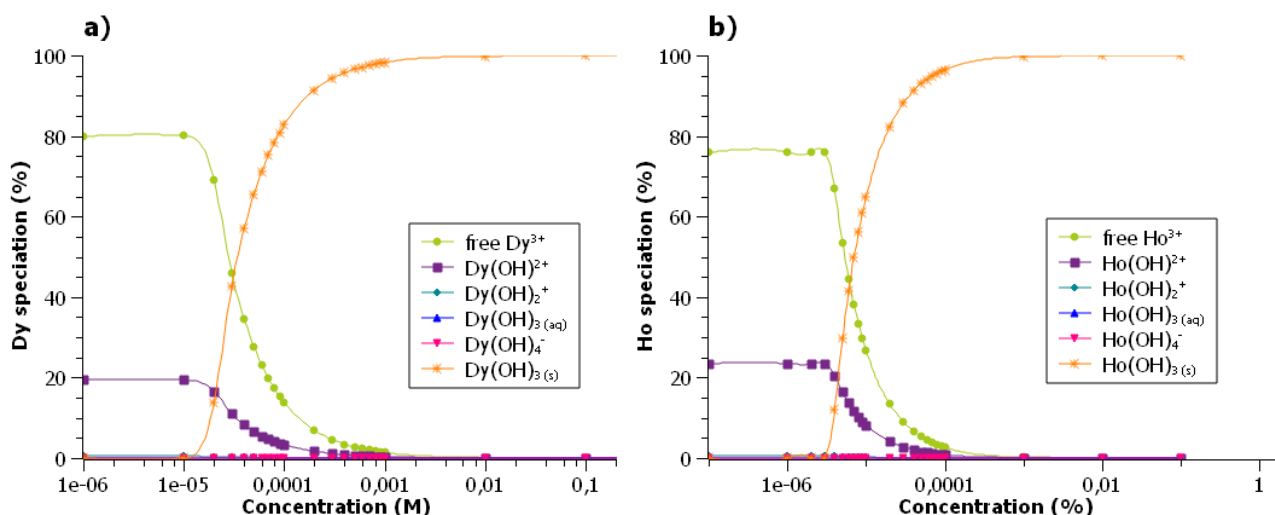 a)
Dy speciation (%)
100
80
60
40
20
0
1e-06 1e-05 0,0001 0,001 0,01 0,1
Concentration (M)
free Dy³⁺
Dy(OH)²⁺
Dy(OH)₂⁺
Dy(OH)₃ ₍aq₎
Dy(OH)₄⁻
Dy(OH)₃ ₍s₎
b)
Ho speciation (%)
100
80
60
40
20
0
1e-06 0,0001 0,01 1
Concentration (%)
free Ho³⁺
Ho(OH)²⁺
Ho(OH)₂⁺
Ho(OH)₃ ₍aq₎
Ho(OH)₄⁻
Ho(OH)₃ ₍s₎